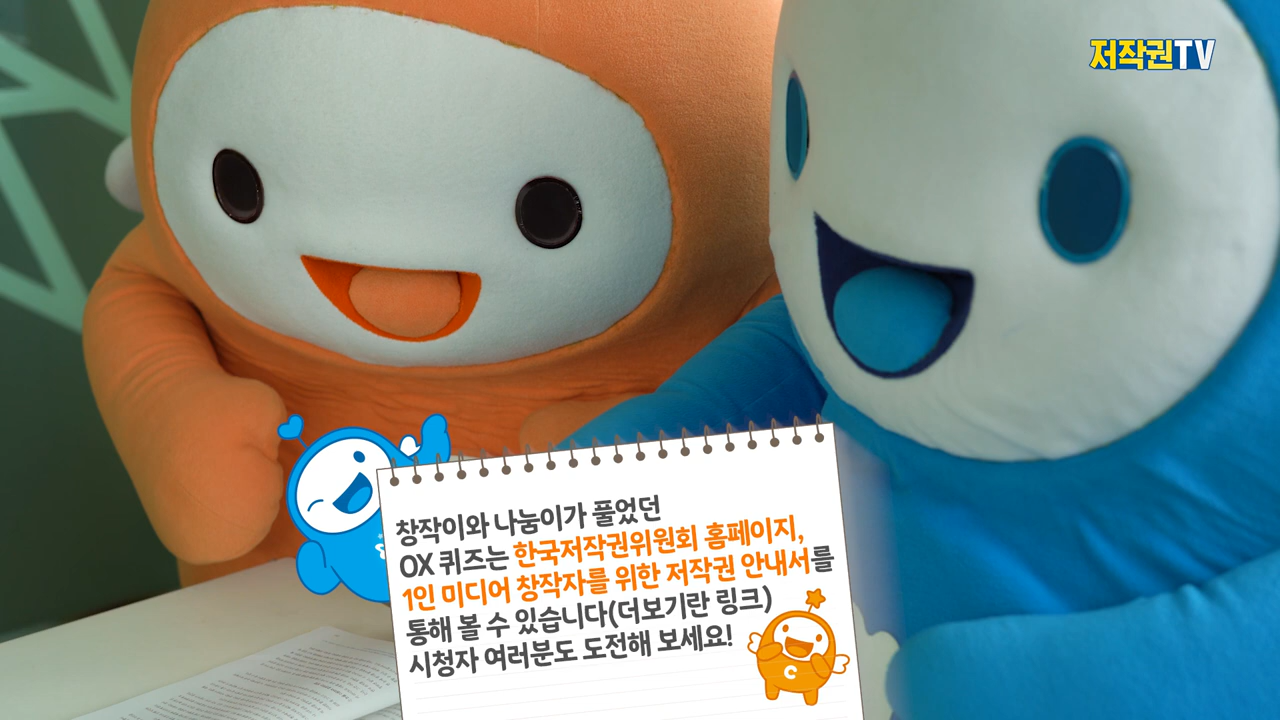 저작권TV
창작이와 나눔이가 풀었던
OX 퀴즈는 한국저작권위원회 홈페이지,
1인 미디어 창작자를 위한 저작권 안내서를
통해 볼 수 있습니다(더보기란 링크)
시청자 여러분도 도전해 보세요!
C